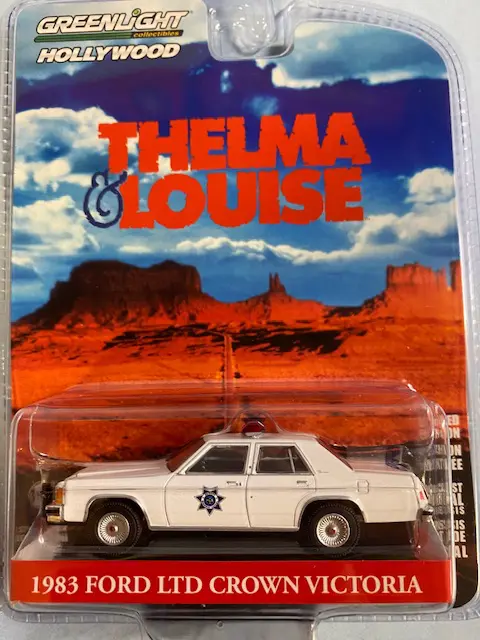 GREENLIGHT
collectibles
HOLLYWOOD
THELMA
& LOUISE
1983 FORD LTD CROWN VICTORIA